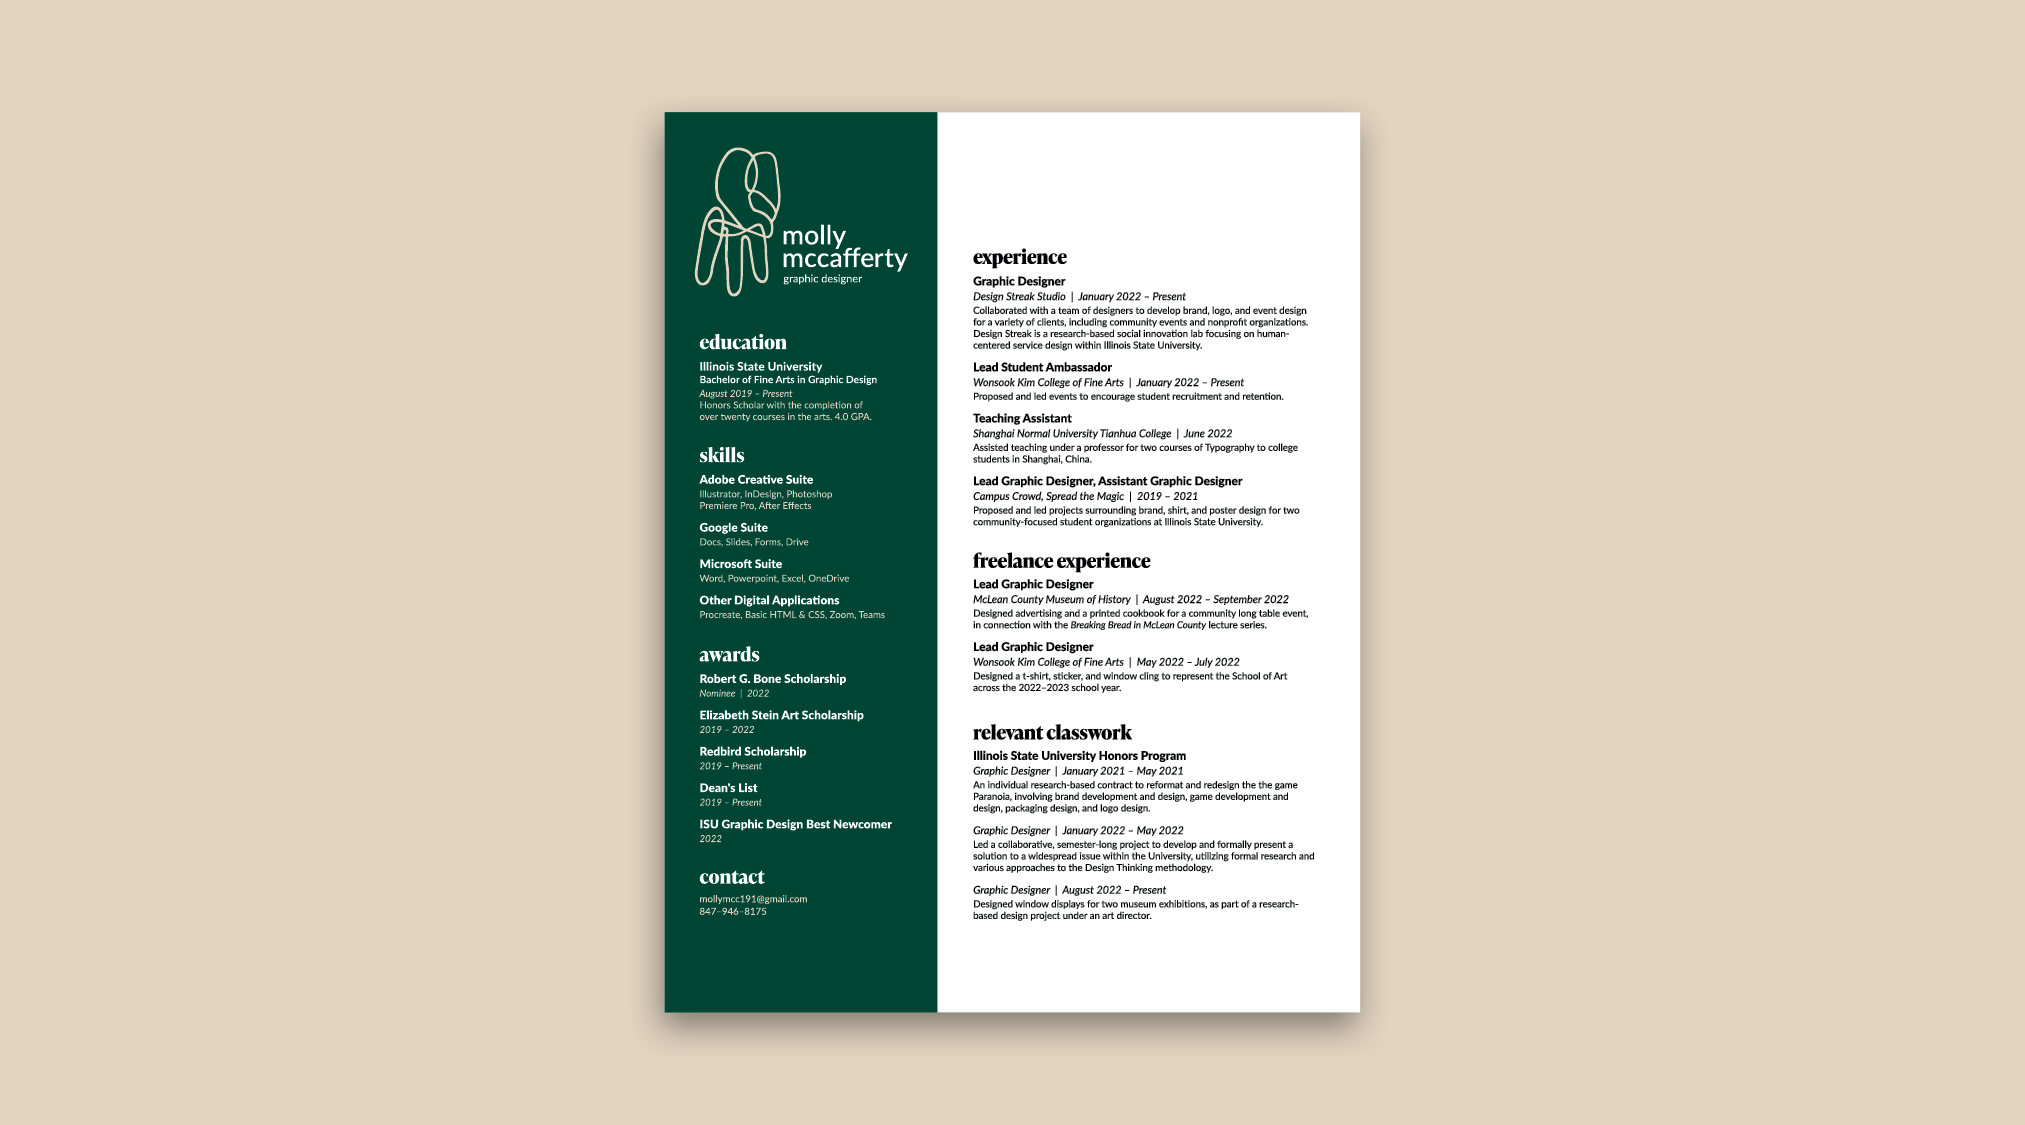 molly
mccafferty
graphic designer
education
Illinois State University
Bachelor of Fine Arts in Graphic Design
August 2019 – Present
Honors Scholar with the completion of
over twenty courses in the arts. 4.0 GPA.
skills
Adobe Creative Suite
Illustrator, InDesign, Photoshop
Premiere Pro, After Effects
Google Suite
Docs, Slides, Forms, Drive
Microsoft Suite
Word, Powerpoint, Excel, OneDrive
Other Digital Applications
Procreate, Basic HTML & CSS, Zoom, Teams
awards
Robert G. Bone Scholarship
Nominee | 2022
Elizabeth Stein Art Scholarship
2019 – 2022
Redbird Scholarship
2019 – Present
Dean's List
2019 – Present
ISU Graphic Design Best Newcomer
2022
contact
mollymcc191@gmail.com
847–946–8175
experience
Graphic Designer
Design Streak Studio | January 2022 – Present
Collaborated with a team of designers to develop brand, logo, and event design
for a variety of clients, including community events and nonprofit organizations.
Design Streak is a research-based social innovation lab focusing on human-
centered service design within Illinois State University.
Lead Student Ambassador
Wonsook Kim College of Fine Arts | January 2022 – Present
Proposed and led events to encourage student recruitment and retention.
Teaching Assistant
Shanghai Normal University Tianhua College | June 2022
Assisted teaching under a professor for two courses of Typography to college
students in Shanghai, China.
Lead Graphic Designer, Assistant Graphic Designer
Campus Crowd, Spread the Magic | 2019 – 2021
Proposed and led projects surrounding brand, shirt, and poster design for two
community-focused student organizations at Illinois State University.
freelance experience
Lead Graphic Designer
McLean County Museum of History | August 2022 – September 2022
Designed advertising and a printed cookbook for a community long table event,
in connection with the Breaking Bread in McLean County lecture series.
Lead Graphic Designer
Wonsook Kim College of Fine Arts | May 2022 – July 2022
Designed a t-shirt, sticker, and window cling to represent the School of Art
across the 2022–2023 school year.
relevant classwork
Illinois State University Honors Program
Graphic Designer | January 2021 – May 2021
An individual research-based contract to reformat and redesign the the game
Paranoia, involving brand development and design, game development and
design, packaging design, and logo design.
Graphic Designer | January 2022 – May 2022
Led a collaborative, semester-long project to develop and formally present a
solution to a widespread issue within the University, utilizing formal research and
various approaches to the Design Thinking methodology.
Graphic Designer | August 2022 – Present
Designed window displays for two museum exhibitions, as part of a research-
based design project under an art director.